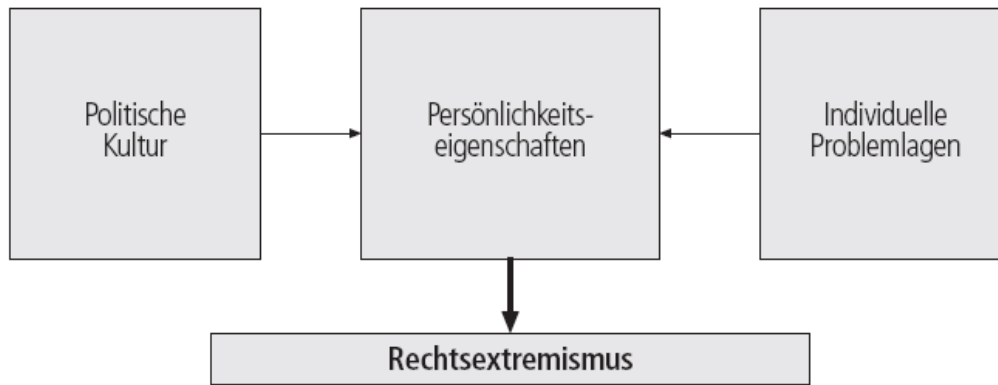 Politische
Kultur
Persönlichkeits-
eigenschaften
Individuelle
Problemlagen
Rechtsextremismus